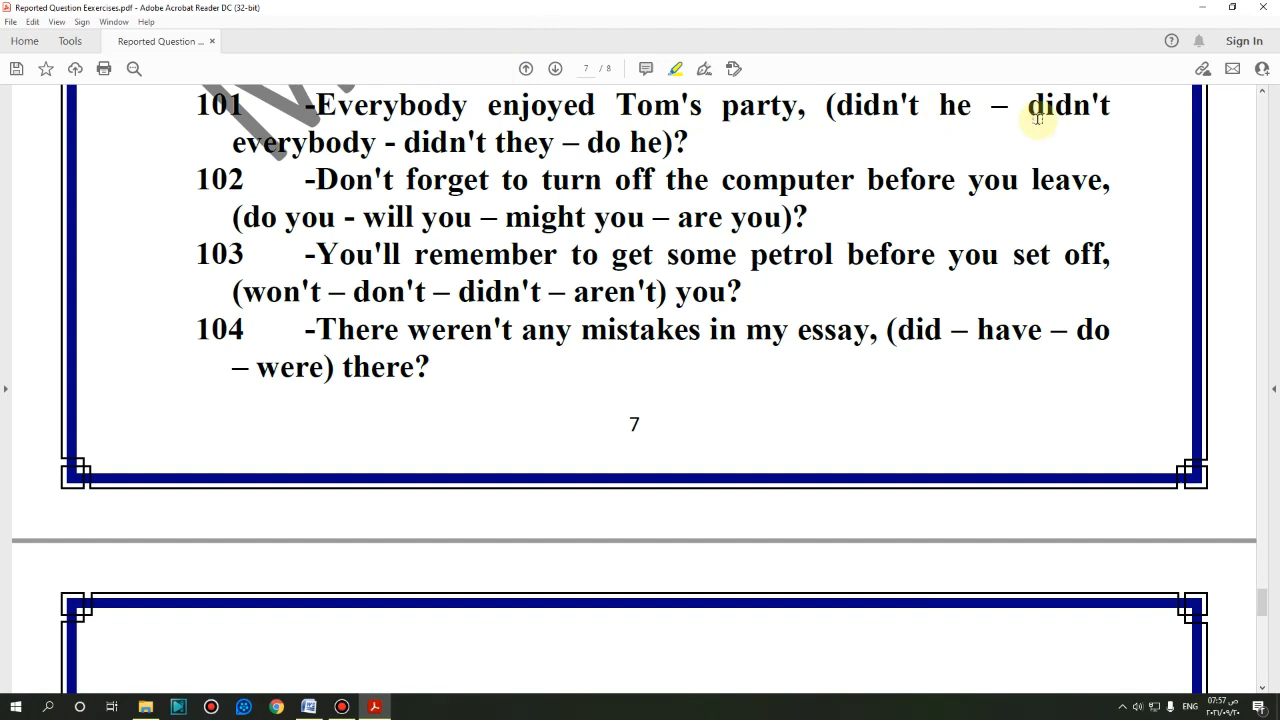 Reported Question Eexercises.pdf - Adobe Acrobat Reader DC (32-bit)
File Edit View Sign Window Help
Home Tools Reported Question ... × Sign In
7 / 8
101 -Everybody enjoyed Tom's party, (didn't he – didn't
everybody - didn't they – do he)?
102 -Don't forget to turn off the computer before you leave,
(do you - will you – might you – are you)?
103 -You'll remember to get some petrol before you set off,
(won't – don't – didn't – aren't) you?
104 -There weren't any mistakes in my essay, (did – have – do
– were) there?
7
ENG 07:57 ص